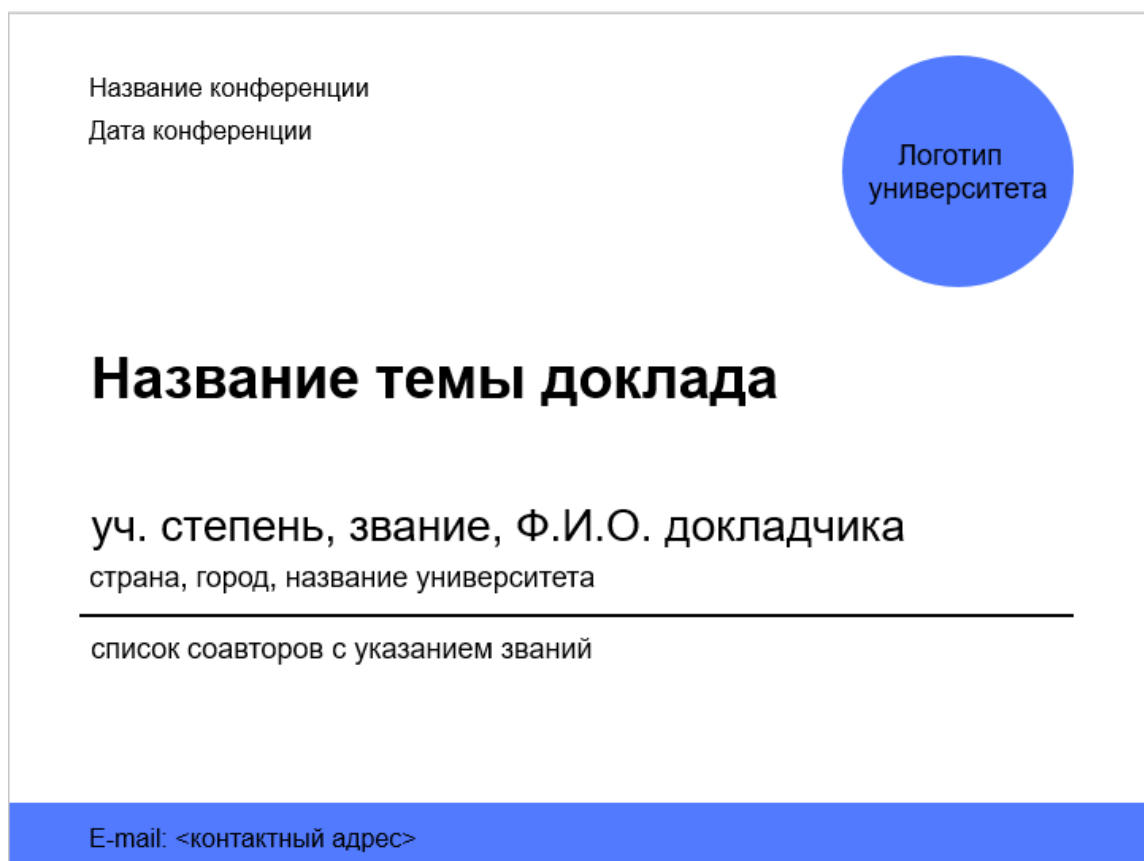 Название конференции
Дата конференции
Логотип
университета
Название темы доклада
уч. степень, звание, Ф.И.О. докладчика
страна, город, название университета
список соавторов с указанием званий
E-mail: <контактный адрес>